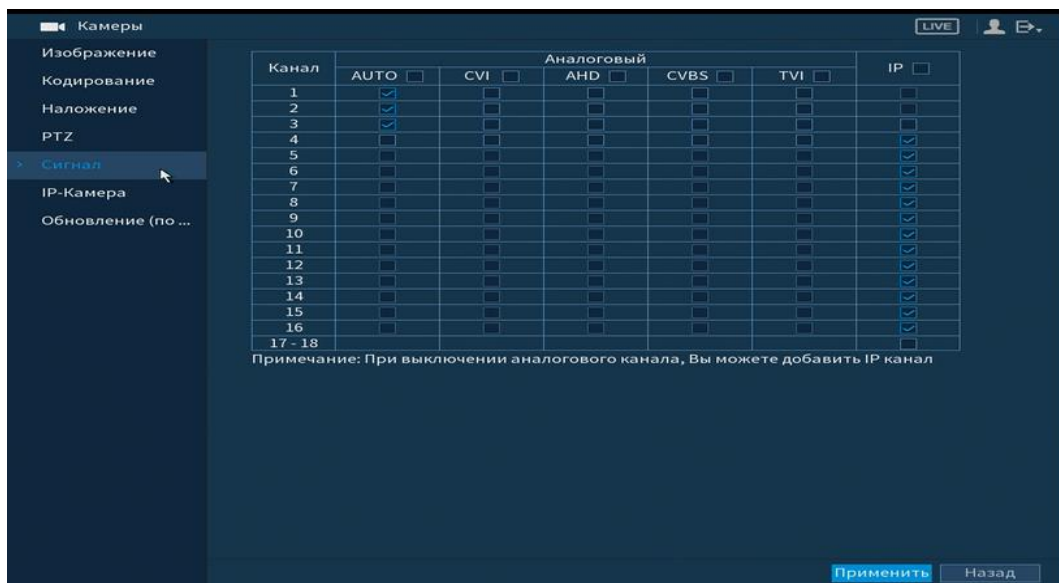 Камеры LIVE
Изображение
Кодирование
Наложение
PTZ
Сигнал
IP-Камера
Обновление (по ...
Канал Аналоговый IP
AUTO CVI AHD CVBS TVI
1
2
3
4
5
6
7
8
9
10
11
12
13
14
15
16
17 - 18
Примечание: При выключении аналогового канала, Вы можете добавить IP канал
Применить Назад